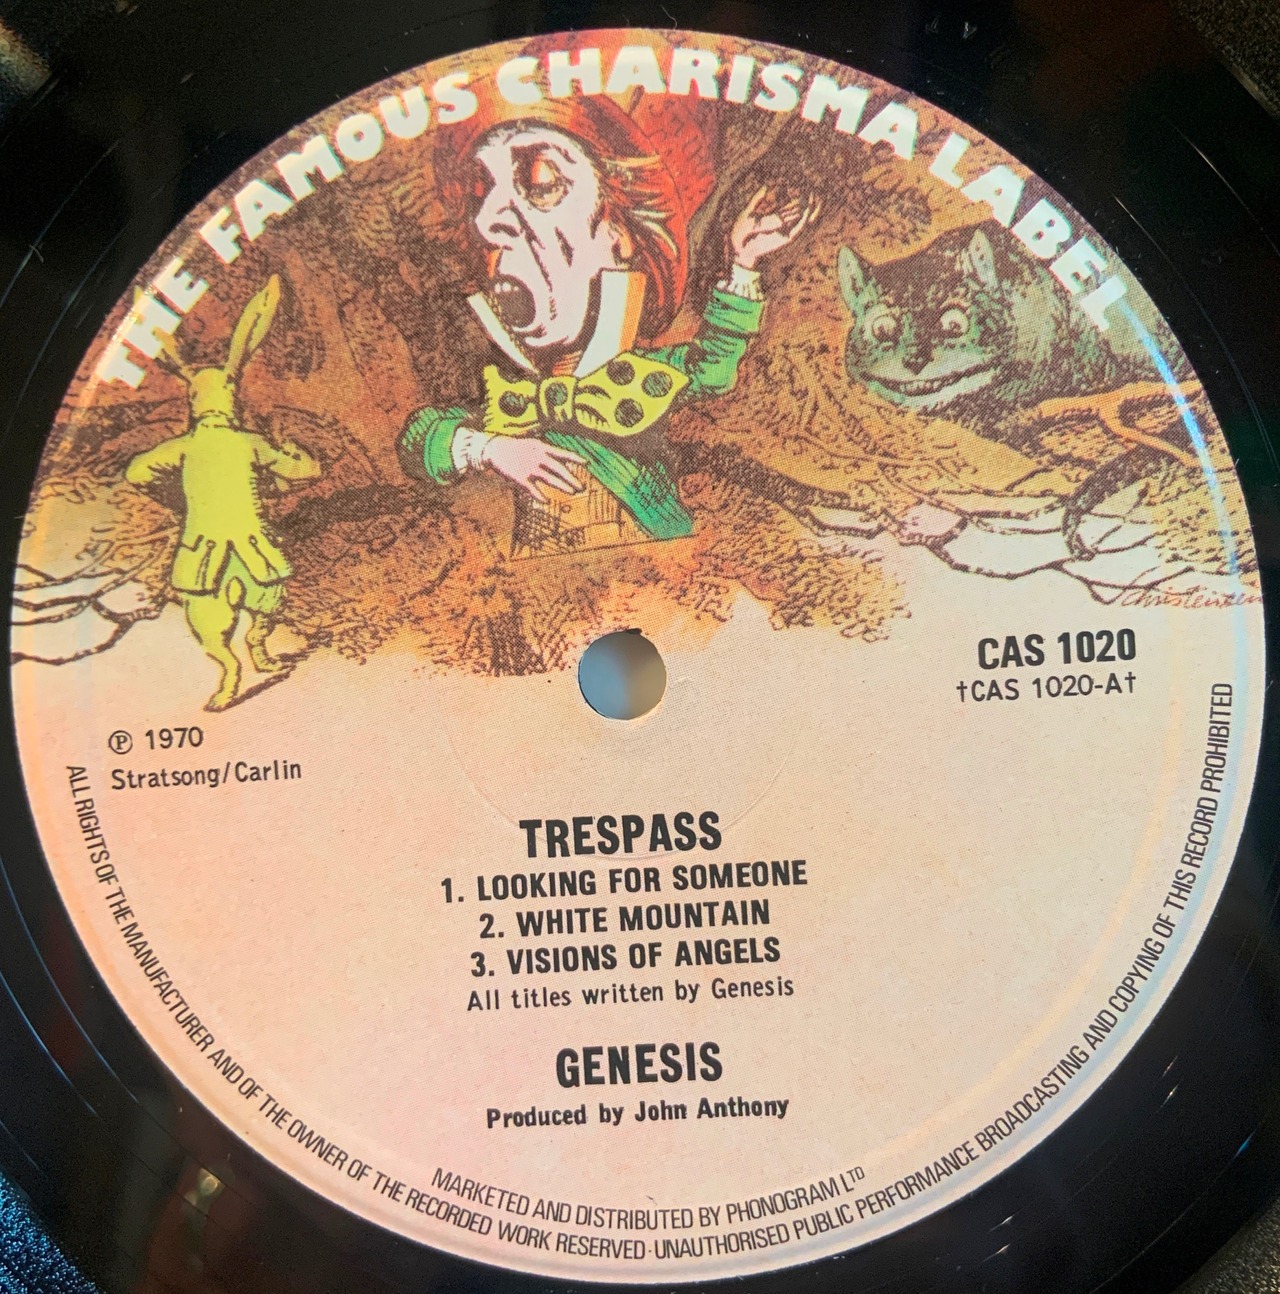 THE FAMOUS CHARISMA LABEL
CAS 1020
†CAS 1020-A†
℗ 1970
Stratsong/Carlin
TRESPASS
1. LOOKING FOR SOMEONE
2. WHITE MOUNTAIN
3. VISIONS OF ANGELS
All titles written by Genesis
GENESIS
Produced by John Anthony
MARKETED AND DISTRIBUTED BY PHONOGRAM LTD
ALL RIGHTS OF THE MANUFACTURER AND OF THE OWNER OF THE RECORDED WORK RESERVED·UNAUTHORISED PUBLIC PERFORMANCE BROADCASTING AND COPYING OF THIS RECORD PROHIBITED